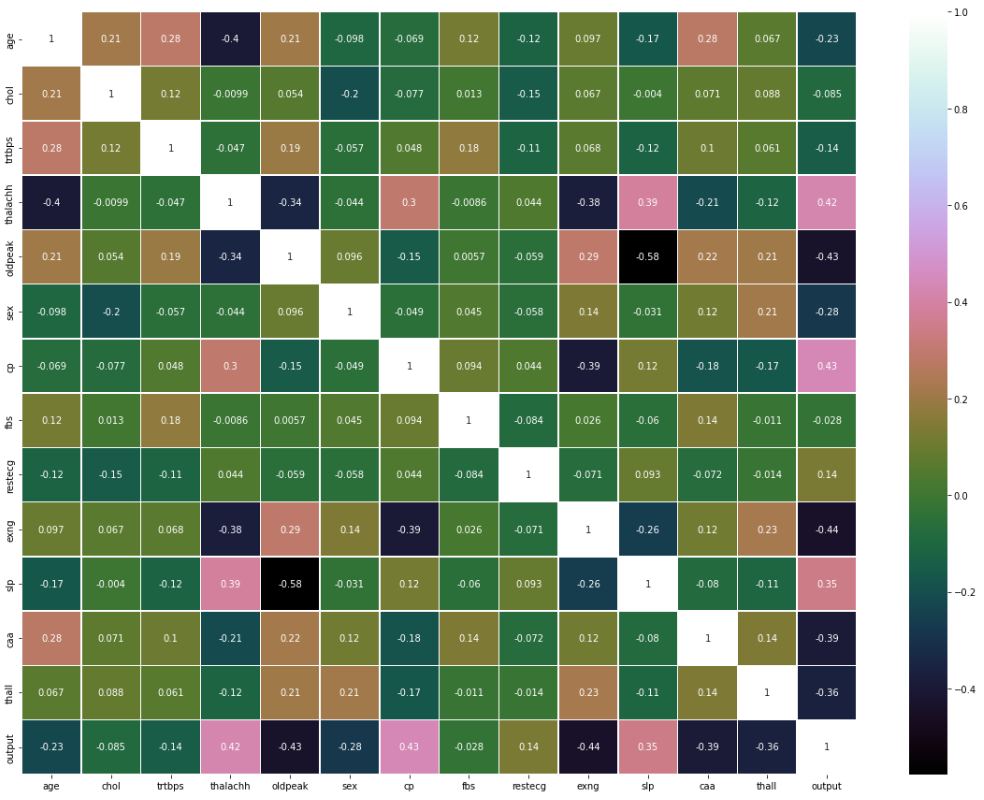 age 1 0.21 0.28 -0.4 0.21 -0.098 -0.069 0.12 -0.12 0.097 -0.17 0.28 0.067 -0.23
chol 0.21 1 0.12 -0.0099 0.054 -0.2 -0.077 0.013 -0.15 0.067 -0.004 0.071 0.088 -0.085
trtbps 0.28 0.12 1 -0.047 0.19 -0.057 0.048 0.18 -0.11 0.068 -0.12 0.1 0.061 -0.14
thalachh -0.4 -0.0099 -0.047 1 -0.34 -0.044 0.3 -0.0086 0.044 -0.38 0.39 -0.21 -0.12 0.42
oldpeak 0.21 0.054 0.19 -0.34 1 0.096 -0.15 0.0057 -0.059 0.29 -0.58 0.22 0.21 -0.43
sex -0.098 -0.2 -0.057 -0.044 0.096 1 -0.049 0.045 -0.058 0.14 -0.031 0.12 0.21 -0.28
cp -0.069 -0.077 0.048 0.3 -0.15 -0.049 1 0.094 0.044 -0.39 0.12 -0.18 -0.17 0.43
fbs 0.12 0.013 0.18 -0.0086 0.0057 0.045 0.094 1 -0.084 0.026 -0.06 0.14 -0.011 -0.028
restecg -0.12 -0.15 -0.11 0.044 -0.059 -0.058 0.044 -0.084 1 -0.071 0.093 -0.072 -0.014 0.14
exng 0.097 0.067 0.068 -0.38 0.29 0.14 -0.39 0.026 -0.071 1 -0.26 0.12 0.23 -0.44
slp -0.17 -0.004 -0.12 0.39 -0.58 -0.031 0.12 -0.06 0.093 -0.26 1 -0.08 -0.11 0.35
caa 0.28 0.071 0.1 -0.21 0.22 0.12 -0.18 0.14 -0.072 0.12 -0.08 1 0.14 -0.39
thall 0.067 0.088 0.061 -0.12 0.21 0.21 -0.17 -0.011 -0.014 0.23 -0.11 0.14 1 -0.36
output -0.23 -0.085 -0.14 0.42 -0.43 -0.28 0.43 -0.028 0.14 -0.44 0.35 -0.39 -0.36 1
age chol trtbps thalachh oldpeak sex cp fbs restecg exng slp caa thall output
1.0
0.8
0.6
0.4
0.2
0.0
−0.2
−0.4